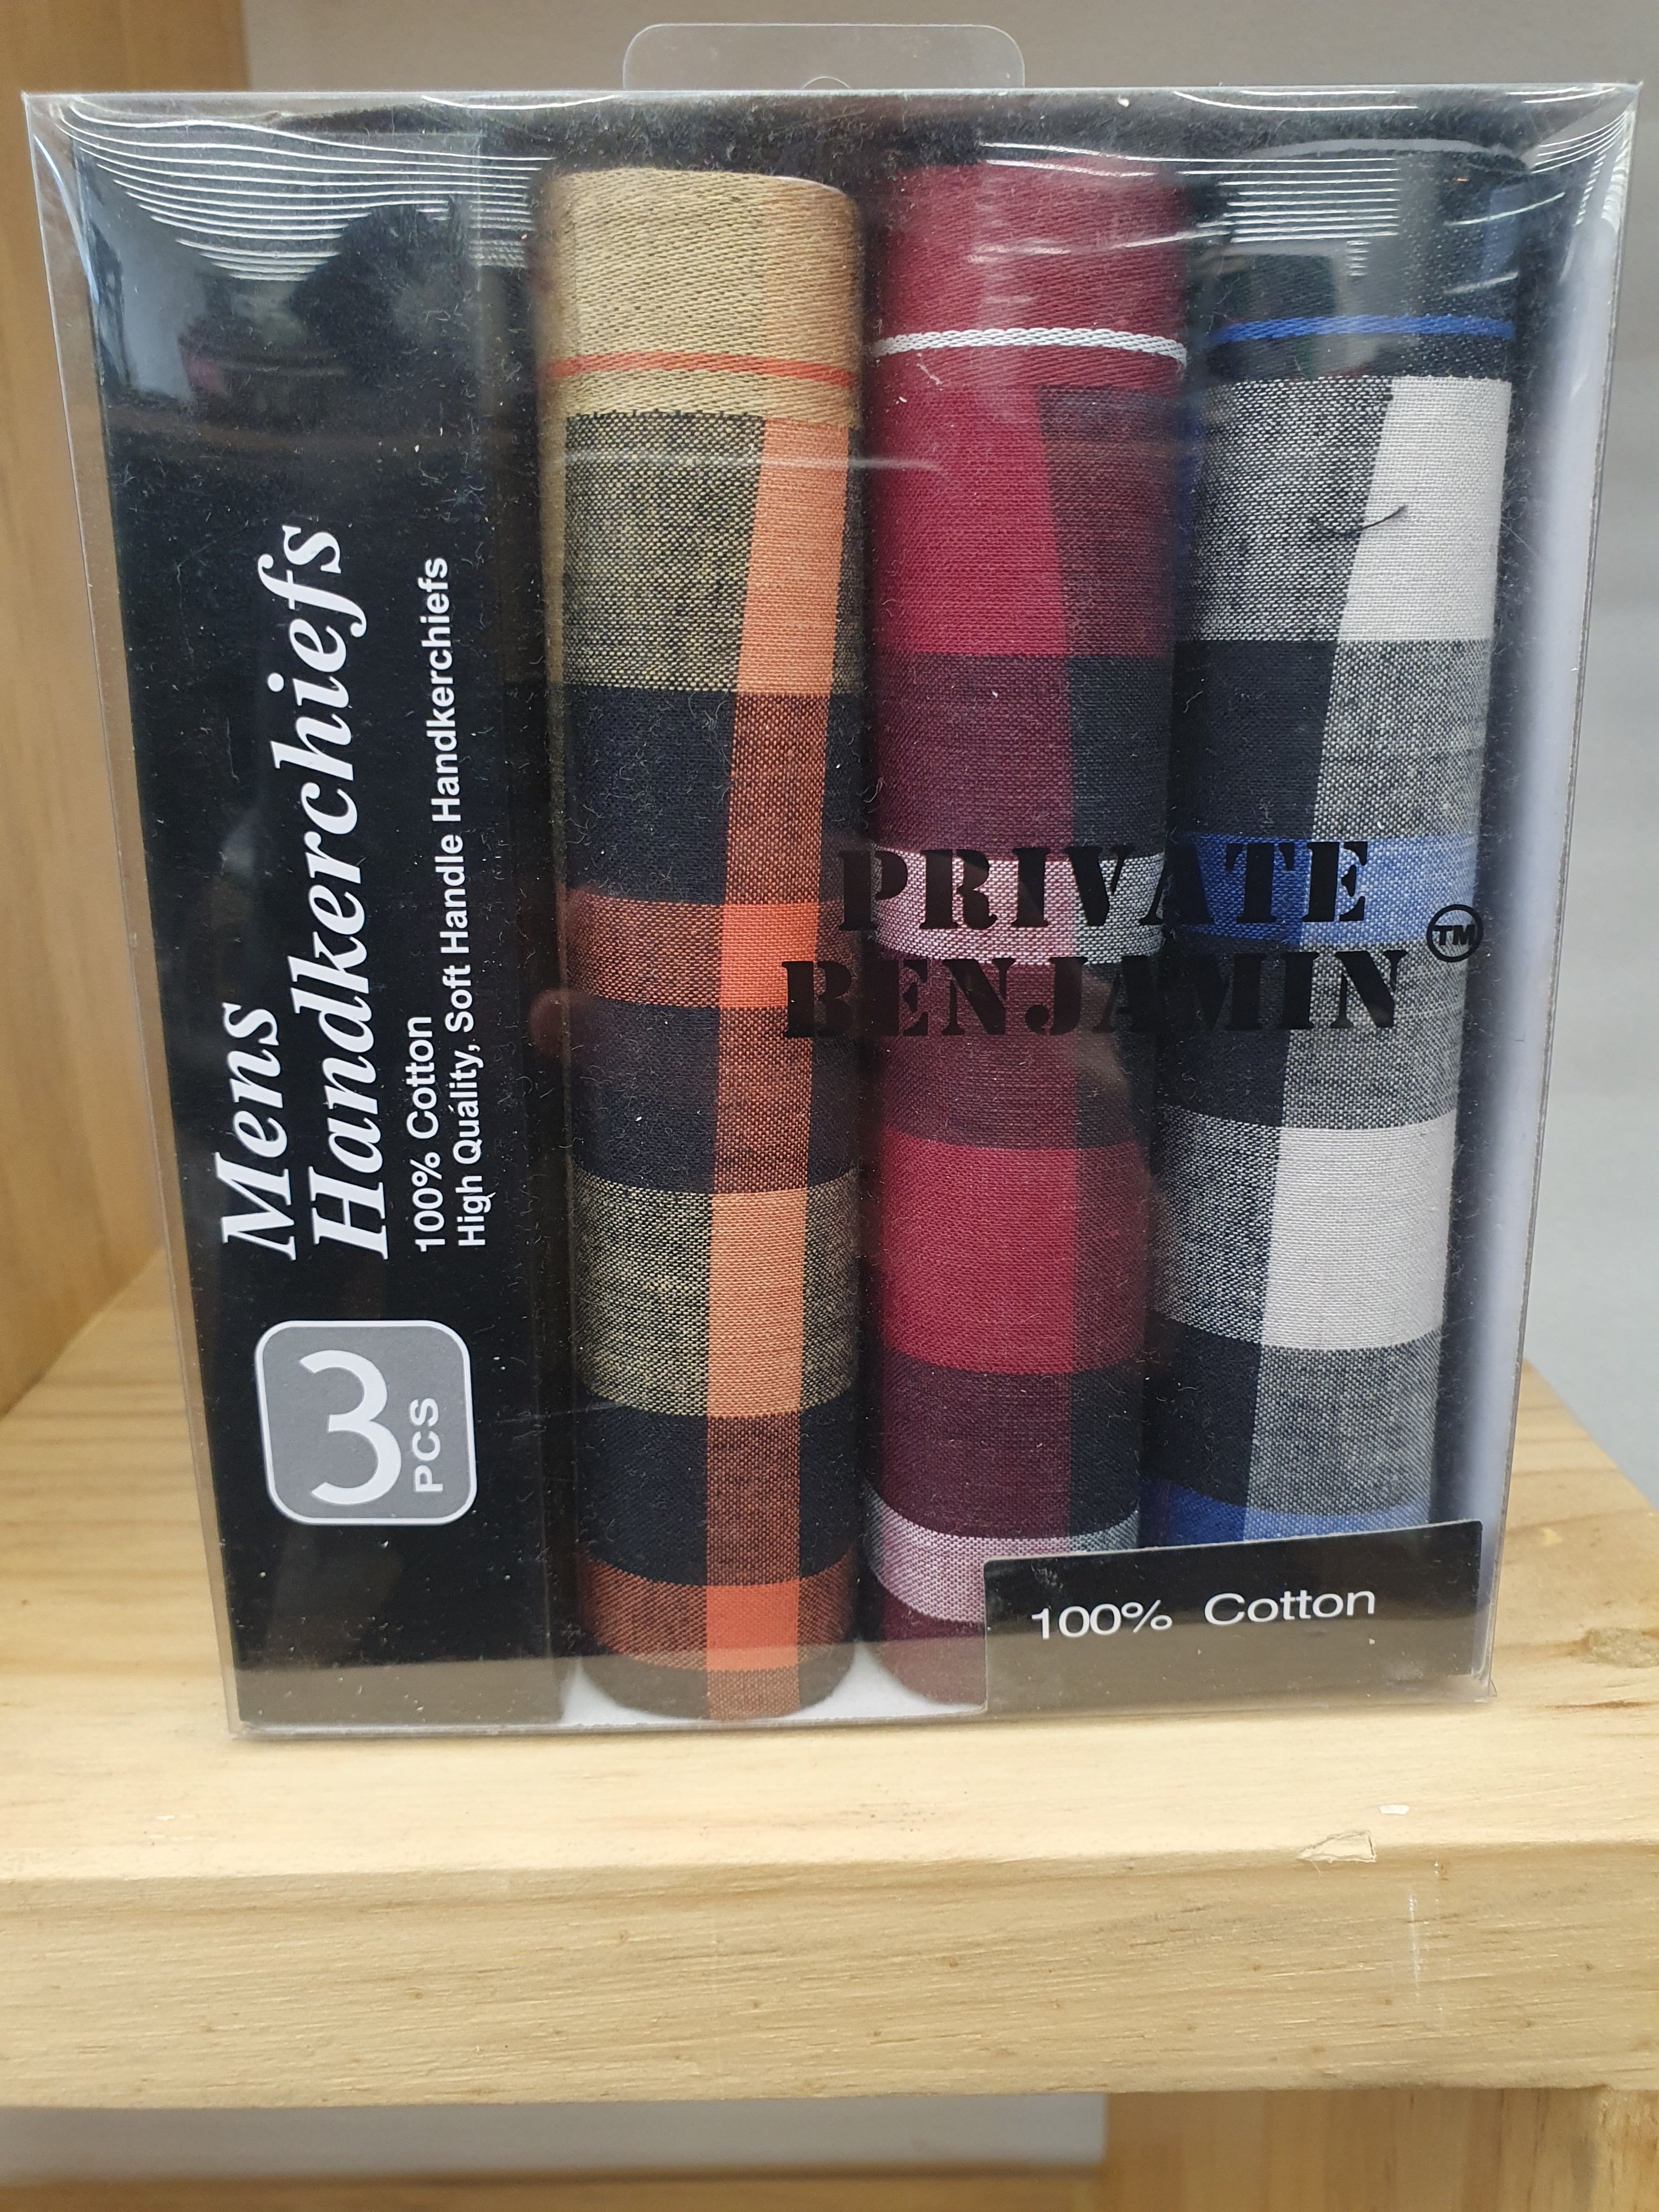 Mens
Handkerchiefs
100% Cotton
High Quality, Soft Handle Handkerchiefs
3
PCS
PRIVATE
BENJAMIN
TM
100% Cotton